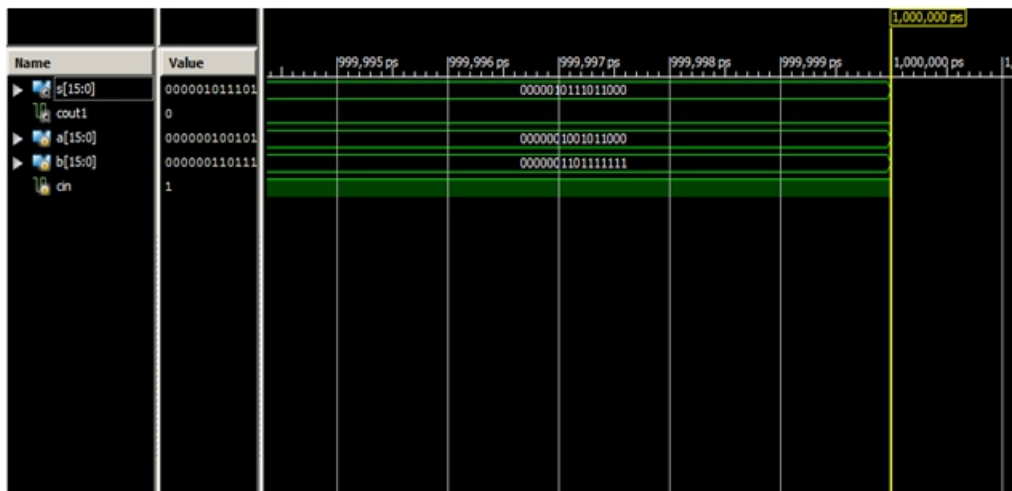 1,000,000 ps
Name Value 999,995 ps 999,996 ps 999,997 ps 999,998 ps 999,999 ps 1,000,000 ps 1,
s[15:0] 000001011101 0000010111011000
cout1 0
a[15:0] 000000100101 0000001001011000
b[15:0] 000000110111 0000001101111111
cin 1